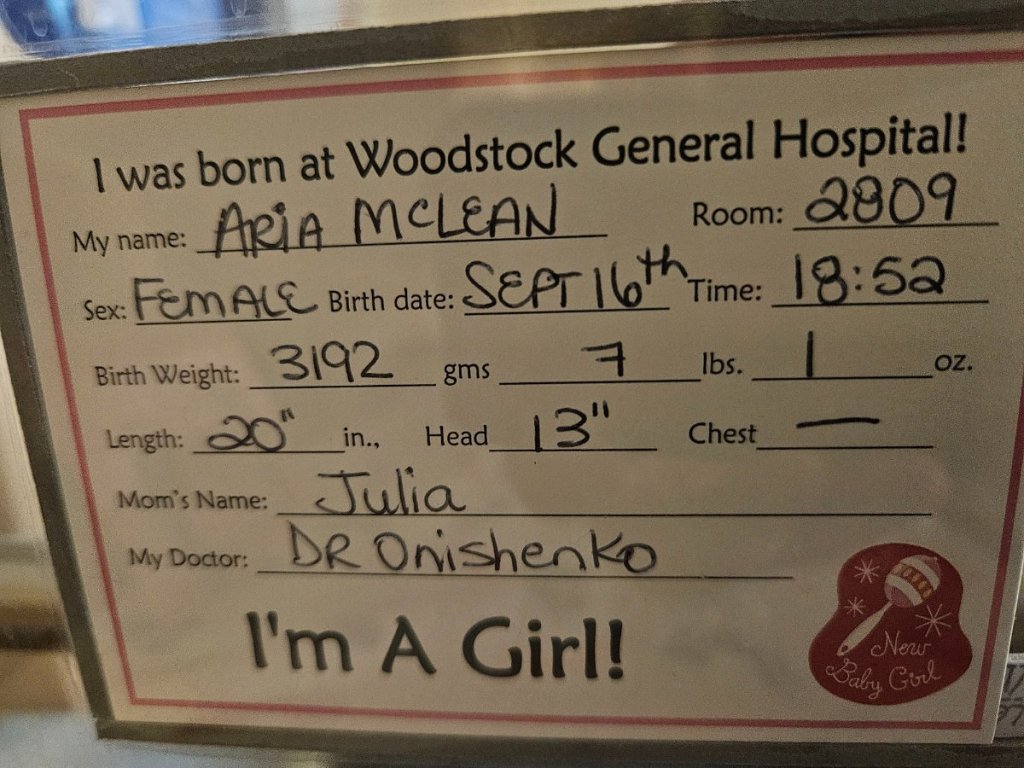 I was born at Woodstock General Hospital!
My name: ARIA MCLEAN Room: 2809
Sex: FEMALE Birth date: SEPT 16th Time: 18:52
Birth Weight: 3192 gms 7 lbs. 1 oz.
Length: 20" in., Head 13" Chest —
Mom's Name: Julia
My Doctor: DR Onishenko
I'm A Girl!
New
Baby Girl